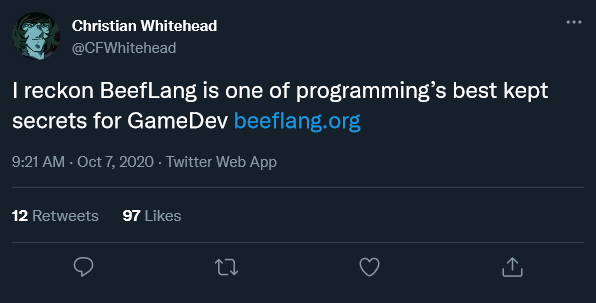 Christian Whitehead
@CFWhitehead
I reckon BeefLang is one of programming’s best kept
secrets for GameDev beeflang.org
9:21 AM · Oct 7, 2020 · Twitter Web App
12 Retweets 97 Likes